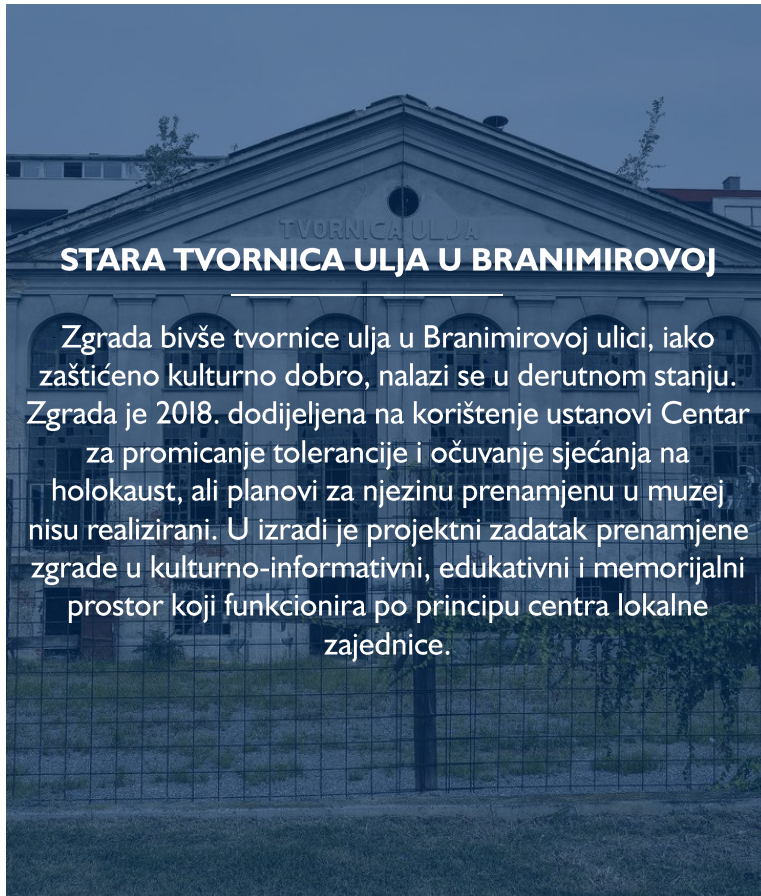 TVORNICA ULJA
STARA TVORNICA ULJA U BRANIMIROVOJ
Zgrada bivše tvornice ulja u Branimirovoj ulici, iako
zaštićeno kulturno dobro, nalazi se u derutnom stanju.
Zgrada je 2018. dodijeljena na korištenje ustanovi Centar
za promicanje tolerancije i očuvanje sjećanja na
holokaust, ali planovi za njezinu prenamjenu u muzej
nisu realizirani. U izradi je projektni zadatak prenamjene
zgrade u kulturno-informativni, edukativni i memorijalni
prostor koji funkcionira po principu centra lokalne
zajednice.